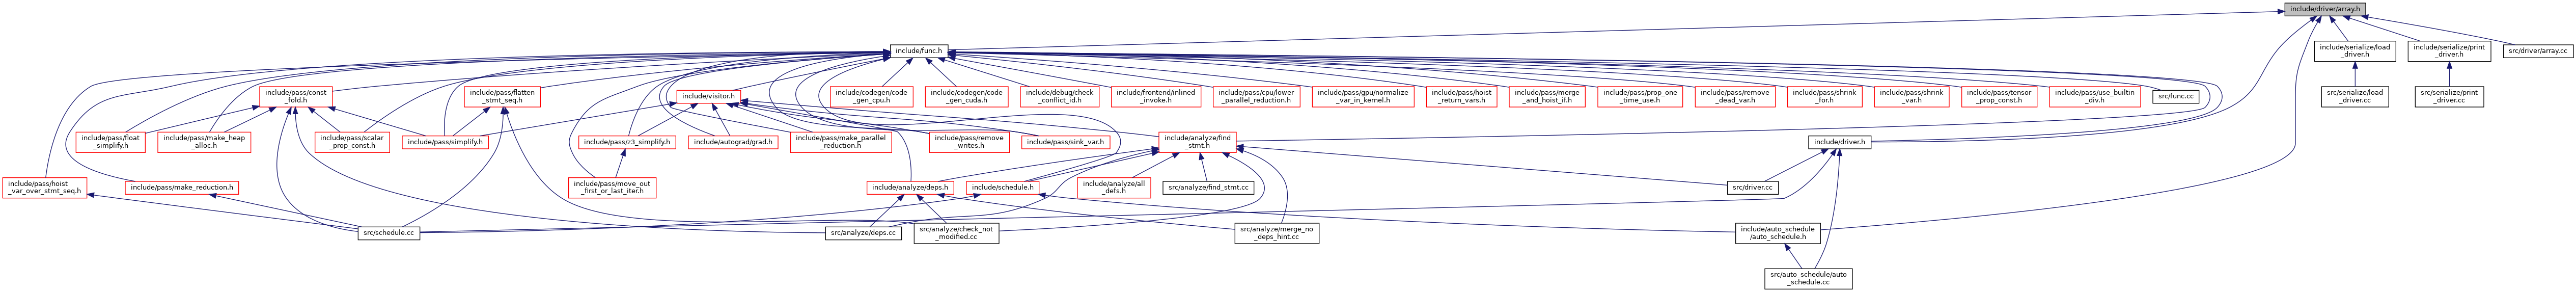 include/driver/array.h
include/func.h
include/serialize/load
_driver.h
include/serialize/print
_driver.h
src/driver/array.cc
include/pass/const
_fold.h
include/pass/flatten
_stmt_seq.h
include/visitor.h
include/codegen/code
_gen_cpu.h
include/codegen/code
_gen_cuda.h
include/debug/check
_conflict_id.h
include/frontend/inlined
_invoke.h
include/pass/cpu/lower
_parallel_reduction.h
include/pass/gpu/normalize
_var_in_kernel.h
include/pass/hoist
_return_vars.h
include/pass/merge
_and_hoist_if.h
include/pass/prop_one
_time_use.h
include/pass/remove
_dead_var.h
include/pass/shrink
_for.h
include/pass/shrink
_var.h
include/pass/tensor
_prop_const.h
include/pass/use_builtin
_div.h
src/func.cc
src/serialize/load
_driver.cc
src/serialize/print
_driver.cc
include/pass/float
_simplify.h
include/pass/make_heap
_alloc.h
include/pass/scalar
_prop_const.h
include/pass/simplify.h
include/pass/z3_simplify.h
include/autograd/grad.h
include/pass/make_parallel
_reduction.h
include/pass/remove
_writes.h
include/pass/sink_var.h
include/analyze/find
_stmt.h
include/driver.h
include/pass/hoist
_var_over_stmt_seq.h
include/pass/make_reduction.h
include/pass/move_out
_first_or_last_iter.h
include/analyze/deps.h
include/schedule.h
include/analyze/all
_defs.h
src/analyze/find_stmt.cc
src/driver.cc
src/schedule.cc
src/analyze/deps.cc
src/analyze/check_not
_modified.cc
src/analyze/merge_no
_deps_hint.cc
include/auto_schedule
/auto_schedule.h
src/auto_schedule/auto
_schedule.cc